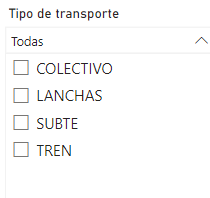 Tipo de transporte
Todas
COLECTIVO
LANCHAS
SUBTE
TREN